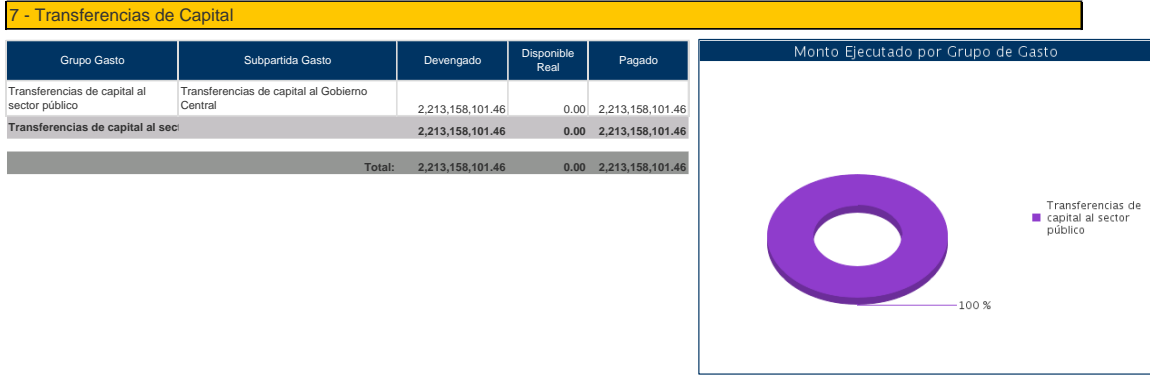 7 - Transferencias de Capital
Grupo Gasto Subpartida Gasto Devengado Disponible Real Pagado
Transferencias de capital al sector público Transferencias de capital al Gobierno Central 2,213,158,101.46 0.00 2,213,158,101.46
Transferencias de capital al sec 2,213,158,101.46 0.00 2,213,158,101.46
Total: 2,213,158,101.46 0.00 2,213,158,101.46
Monto Ejecutado por Grupo de Gasto
Transferencias de
capital al sector
público
100 %